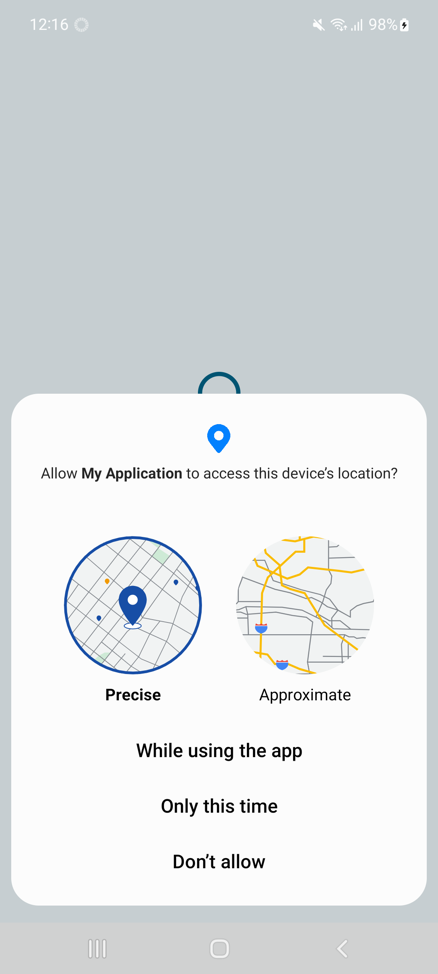 12:16
98%
Allow My Application to access this device's location?
Precise
Approximate
While using the app
Only this time
Don't allow